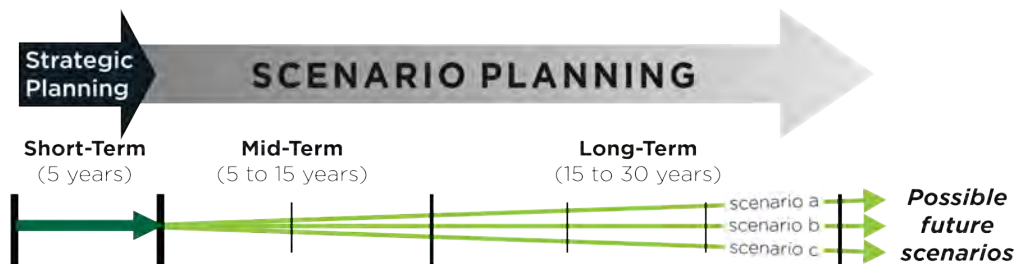 Strategic
Planning
SCENARIO PLANNING
Short-Term
(5 years)
Mid-Term
(5 to 15 years)
Long-Term
(15 to 30 years)
scenario a
scenario b
scenario c
Possible
future
scenarios